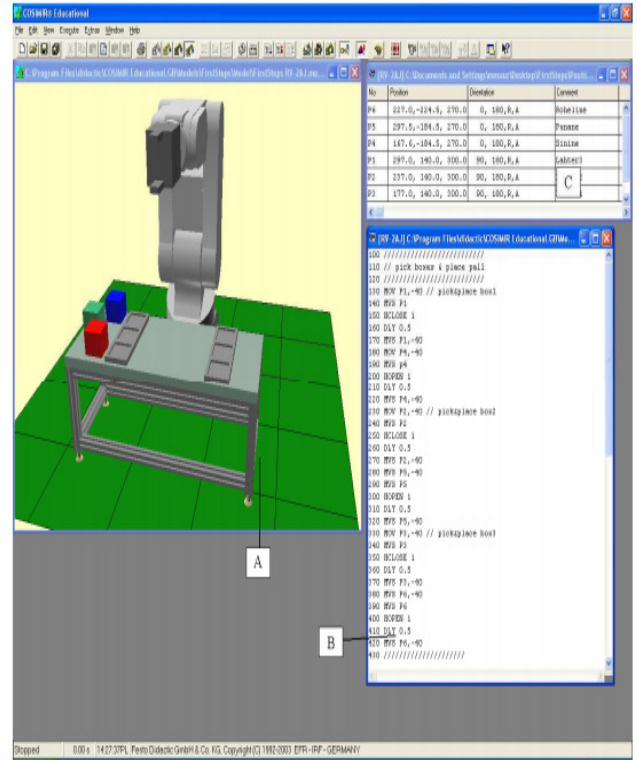 COSIMIR® Educational
File Edit View Execute Extras Window Help
C:\Program Files\didactic\COSIMIR Educational.GB\Models\FirstSteps\Model\FirstSteps RV-2AJ.mo...
[RV-2AJ] C:\Documents and Settings\
No Position Orientation Comment
P6 227.0,-224.5, 270.0 0, 180,R,A Roheline
P5 297.5,-184.5, 270.0 0, 180,R,A Punane
P4 167.6,-184.5, 270.0 0, 180,R,A Sinine
P1 297.0, 140.0, 300.0 90, 180,R,A Lahter3
P2 237.0, 140.0, 300.0 90, 180,R,A
P3 177.0, 140.0, 300.0 90, 180,R,A
C
[RV-2AJ] C:\Program Files\didactic\COSIMIR Educational.GB\Mo...
100 //////////////////////////
110 // pick boxes & place pall
120 //////////////////////////
130 MOV P1,-40 // pick&place box1
140 MVS P1
150 HCLOSE 1
160 DLY 0.5
170 MVS P1,-40
180 MOV P4,-40
190 MVS p4
200 HOPEN 1
210 DLY 0.5
220 MVS P4,-40
230 MOV P2,-40 // pick&place box2
240 MVS P2
250 HCLOSE 1
260 DLY 0.5
270 MVS P2,-40
280 MVS P5,-40
290 MVS P5
300 HOPEN 1
310 DLY 0.5
320 MVS P5,-40
330 MOV P3,-40 // pick&place box3
340 MVS P3
350 HCLOSE 1
360 DLY 0.5
370 MVS P3,-40
380 MVS P6,-40
390 MVS P6
400 HOPEN 1
410 DLY 0.5
420 MVS P6,-40
430 /////////////////////
A
B
Stopped 0.00 s 14:27:37PL Festo Didactic GmbH & Co. KG. Copyright (C) 1992-2003 EFR-IRF-GERMANY